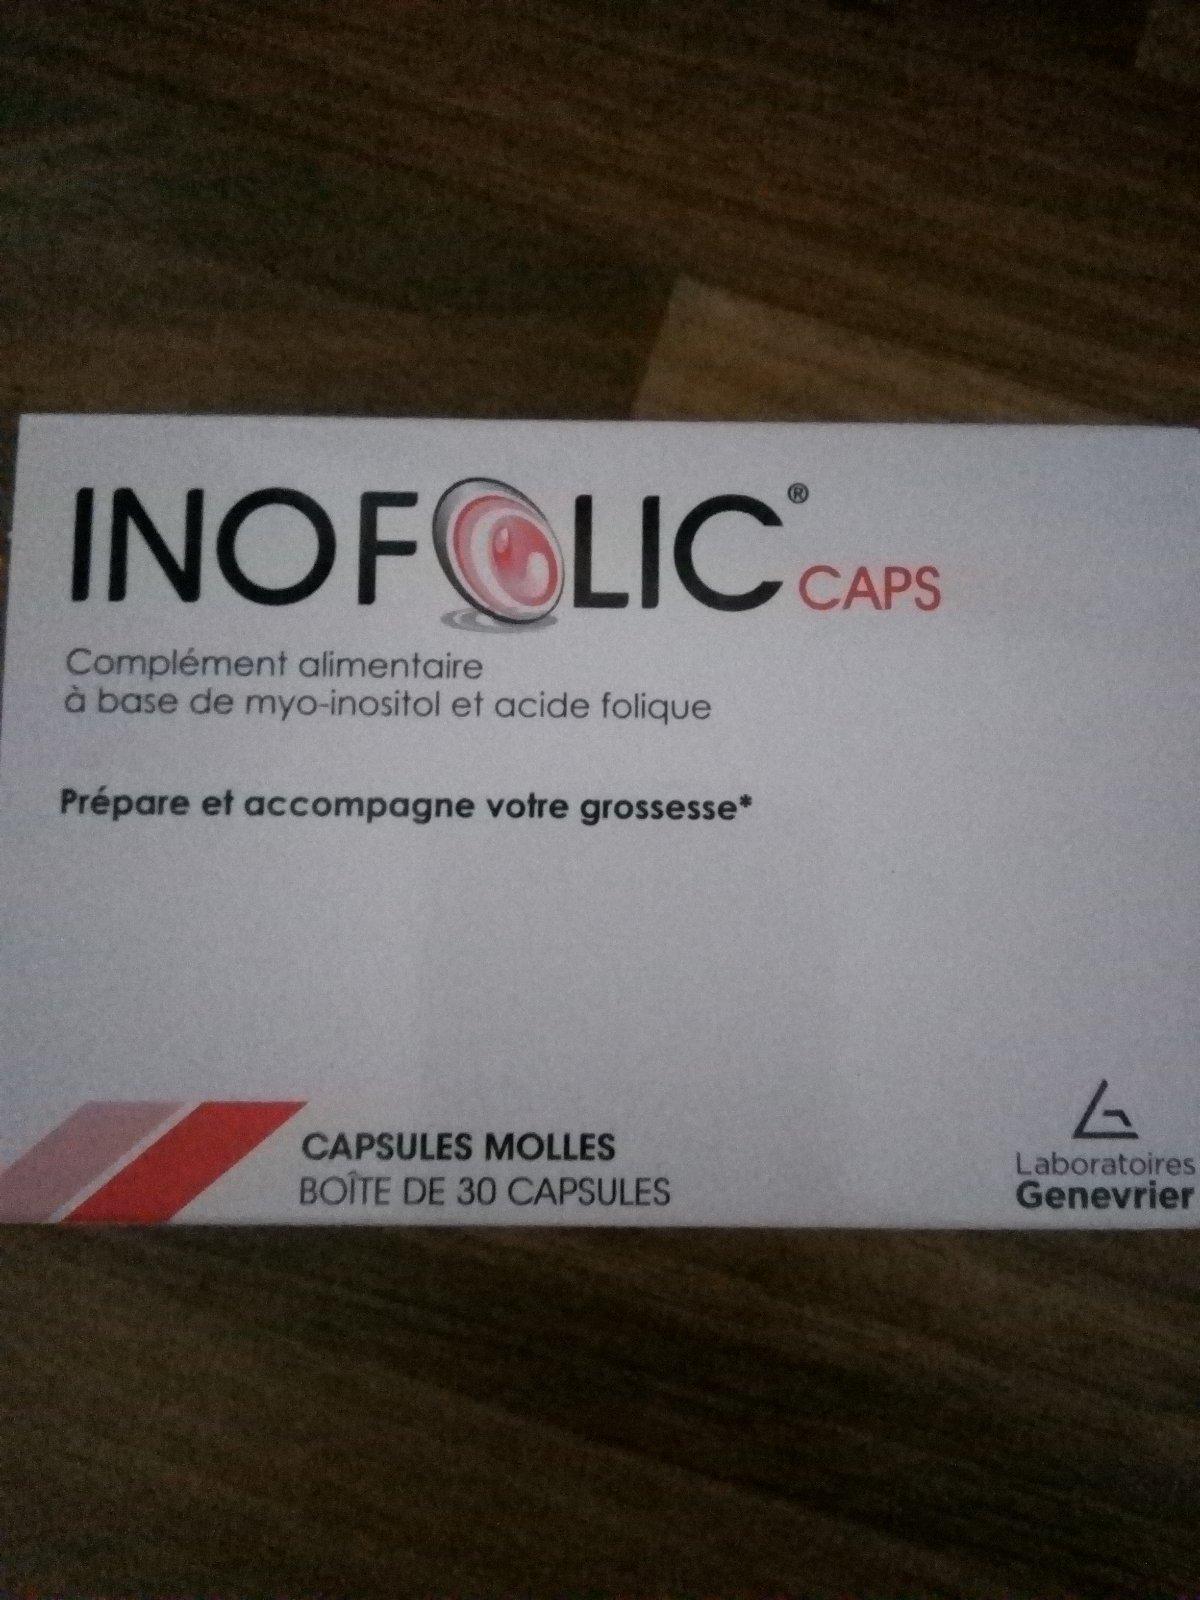 INOFOLIC® CAPS
Complément alimentaire
à base de myo-inositol et acide folique
Prépare et accompagne votre grossesse*
CAPSULES MOLLES
BOÎTE DE 30 CAPSULES
Laboratoires
Genevrier